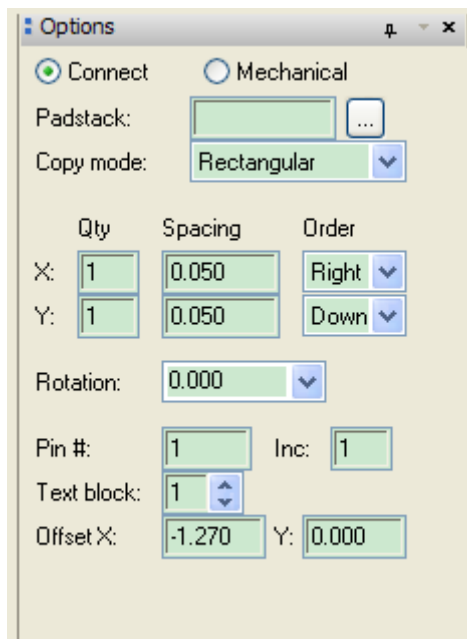 Options
Connect Mechanical
Padstack: ...
Copy mode: Rectangular
Qty Spacing Order
X: 1 0.050 Right
Y: 1 0.050 Down
Rotation: 0.000
Pin #: 1 Inc: 1
Text block: 1
Offset X: -1.270 Y: 0.000